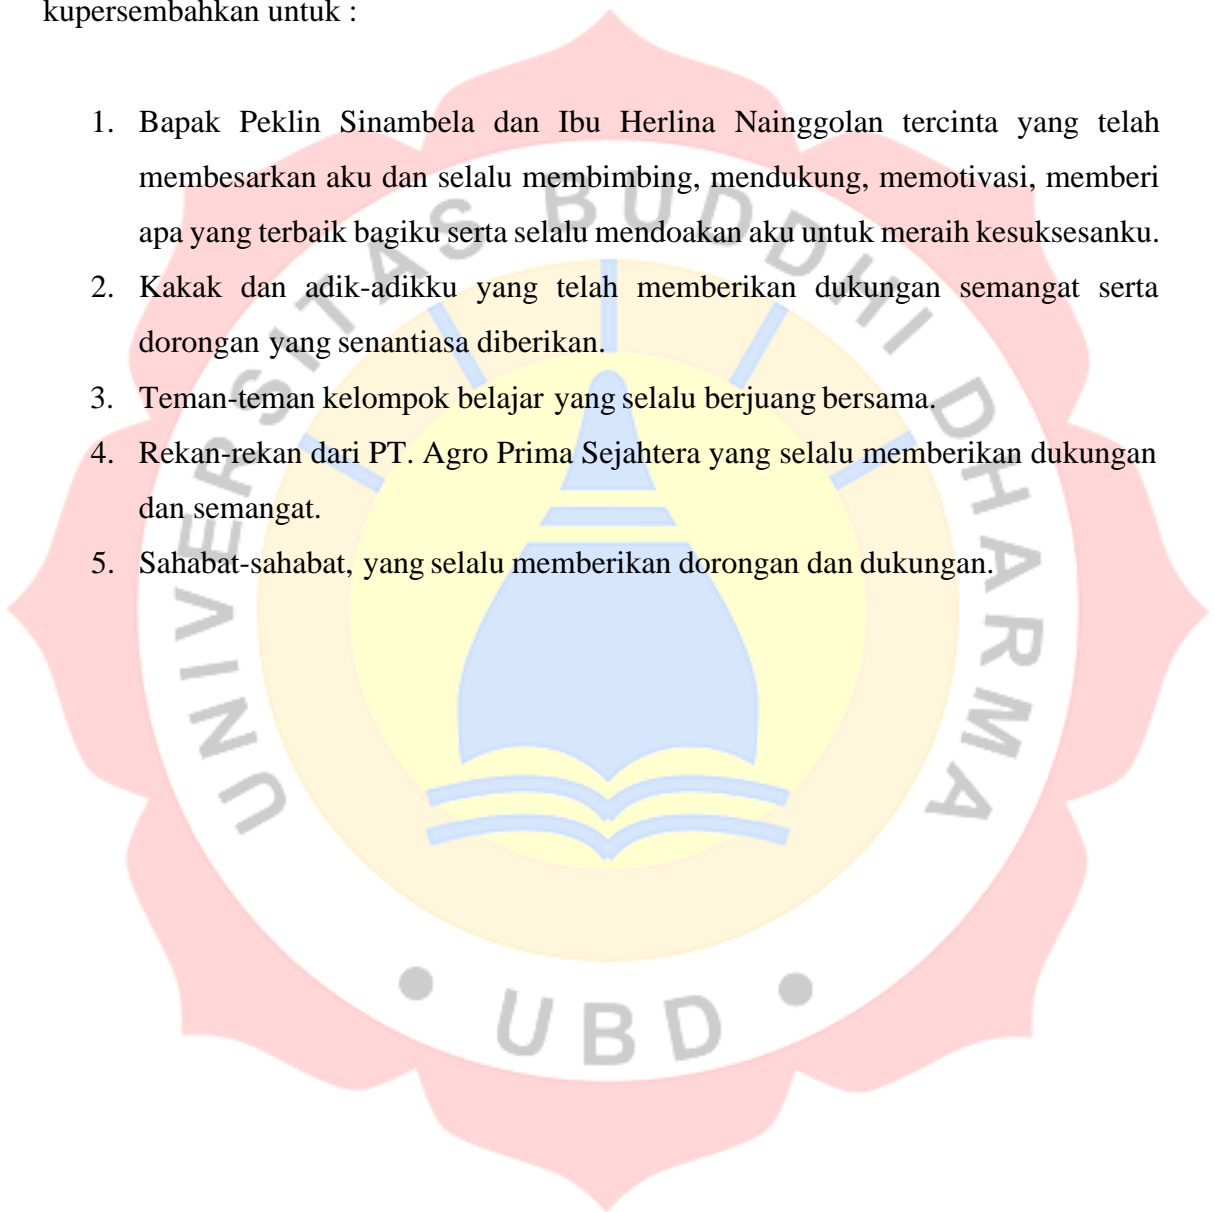 kupersembahkan untuk :
1. Bapak Peklin Sinambela dan Ibu Herlina Nainggolan tercinta yang telah
membesarkan aku dan selalu membimbing, mendukung, memotivasi, memberi
apa yang terbaik bagiku serta selalu mendoakan aku untuk meraih kesuksesanku.
2. Kakak dan adik-adikku yang telah memberikan dukungan semangat serta
dorongan yang senantiasa diberikan.
3. Teman-teman kelompok belajar yang selalu berjuang bersama.
4. Rekan-rekan dari PT. Agro Prima Sejahtera yang selalu memberikan dukungan
dan semangat.
5. Sahabat-sahabat, yang selalu memberikan dorongan dan dukungan.
UNIVERSITAS BUDDHI DHARMA
• UBD •